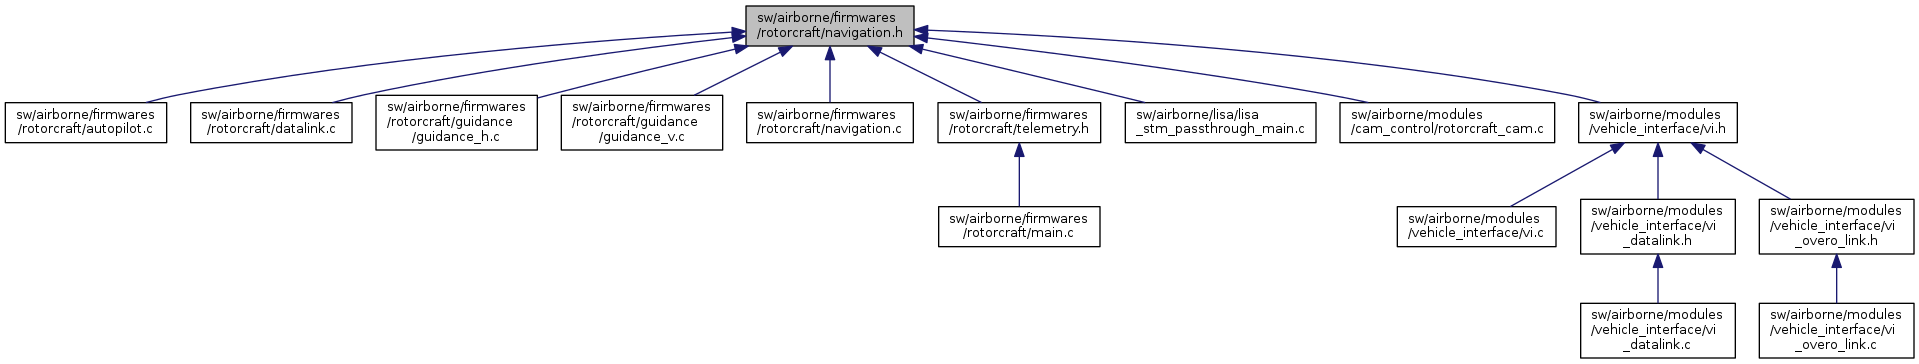 sw/airborne/firmwares
/rotorcraft/navigation.h
sw/airborne/firmwares
/rotorcraft/autopilot.c
sw/airborne/firmwares
/rotorcraft/datalink.c
sw/airborne/firmwares
/rotorcraft/guidance
/guidance_h.c
sw/airborne/firmwares
/rotorcraft/guidance
/guidance_v.c
sw/airborne/firmwares
/rotorcraft/navigation.c
sw/airborne/firmwares
/rotorcraft/telemetry.h
sw/airborne/lisa/lisa
_stm_passthrough_main.c
sw/airborne/modules
/cam_control/rotorcraft_cam.c
sw/airborne/modules
/vehicle_interface/vi.h
sw/airborne/firmwares
/rotorcraft/main.c
sw/airborne/modules
/vehicle_interface/vi.c
sw/airborne/modules
/vehicle_interface/vi
_datalink.h
sw/airborne/modules
/vehicle_interface/vi
_overo_link.h
sw/airborne/modules
/vehicle_interface/vi
_datalink.c
sw/airborne/modules
/vehicle_interface/vi
_overo_link.c